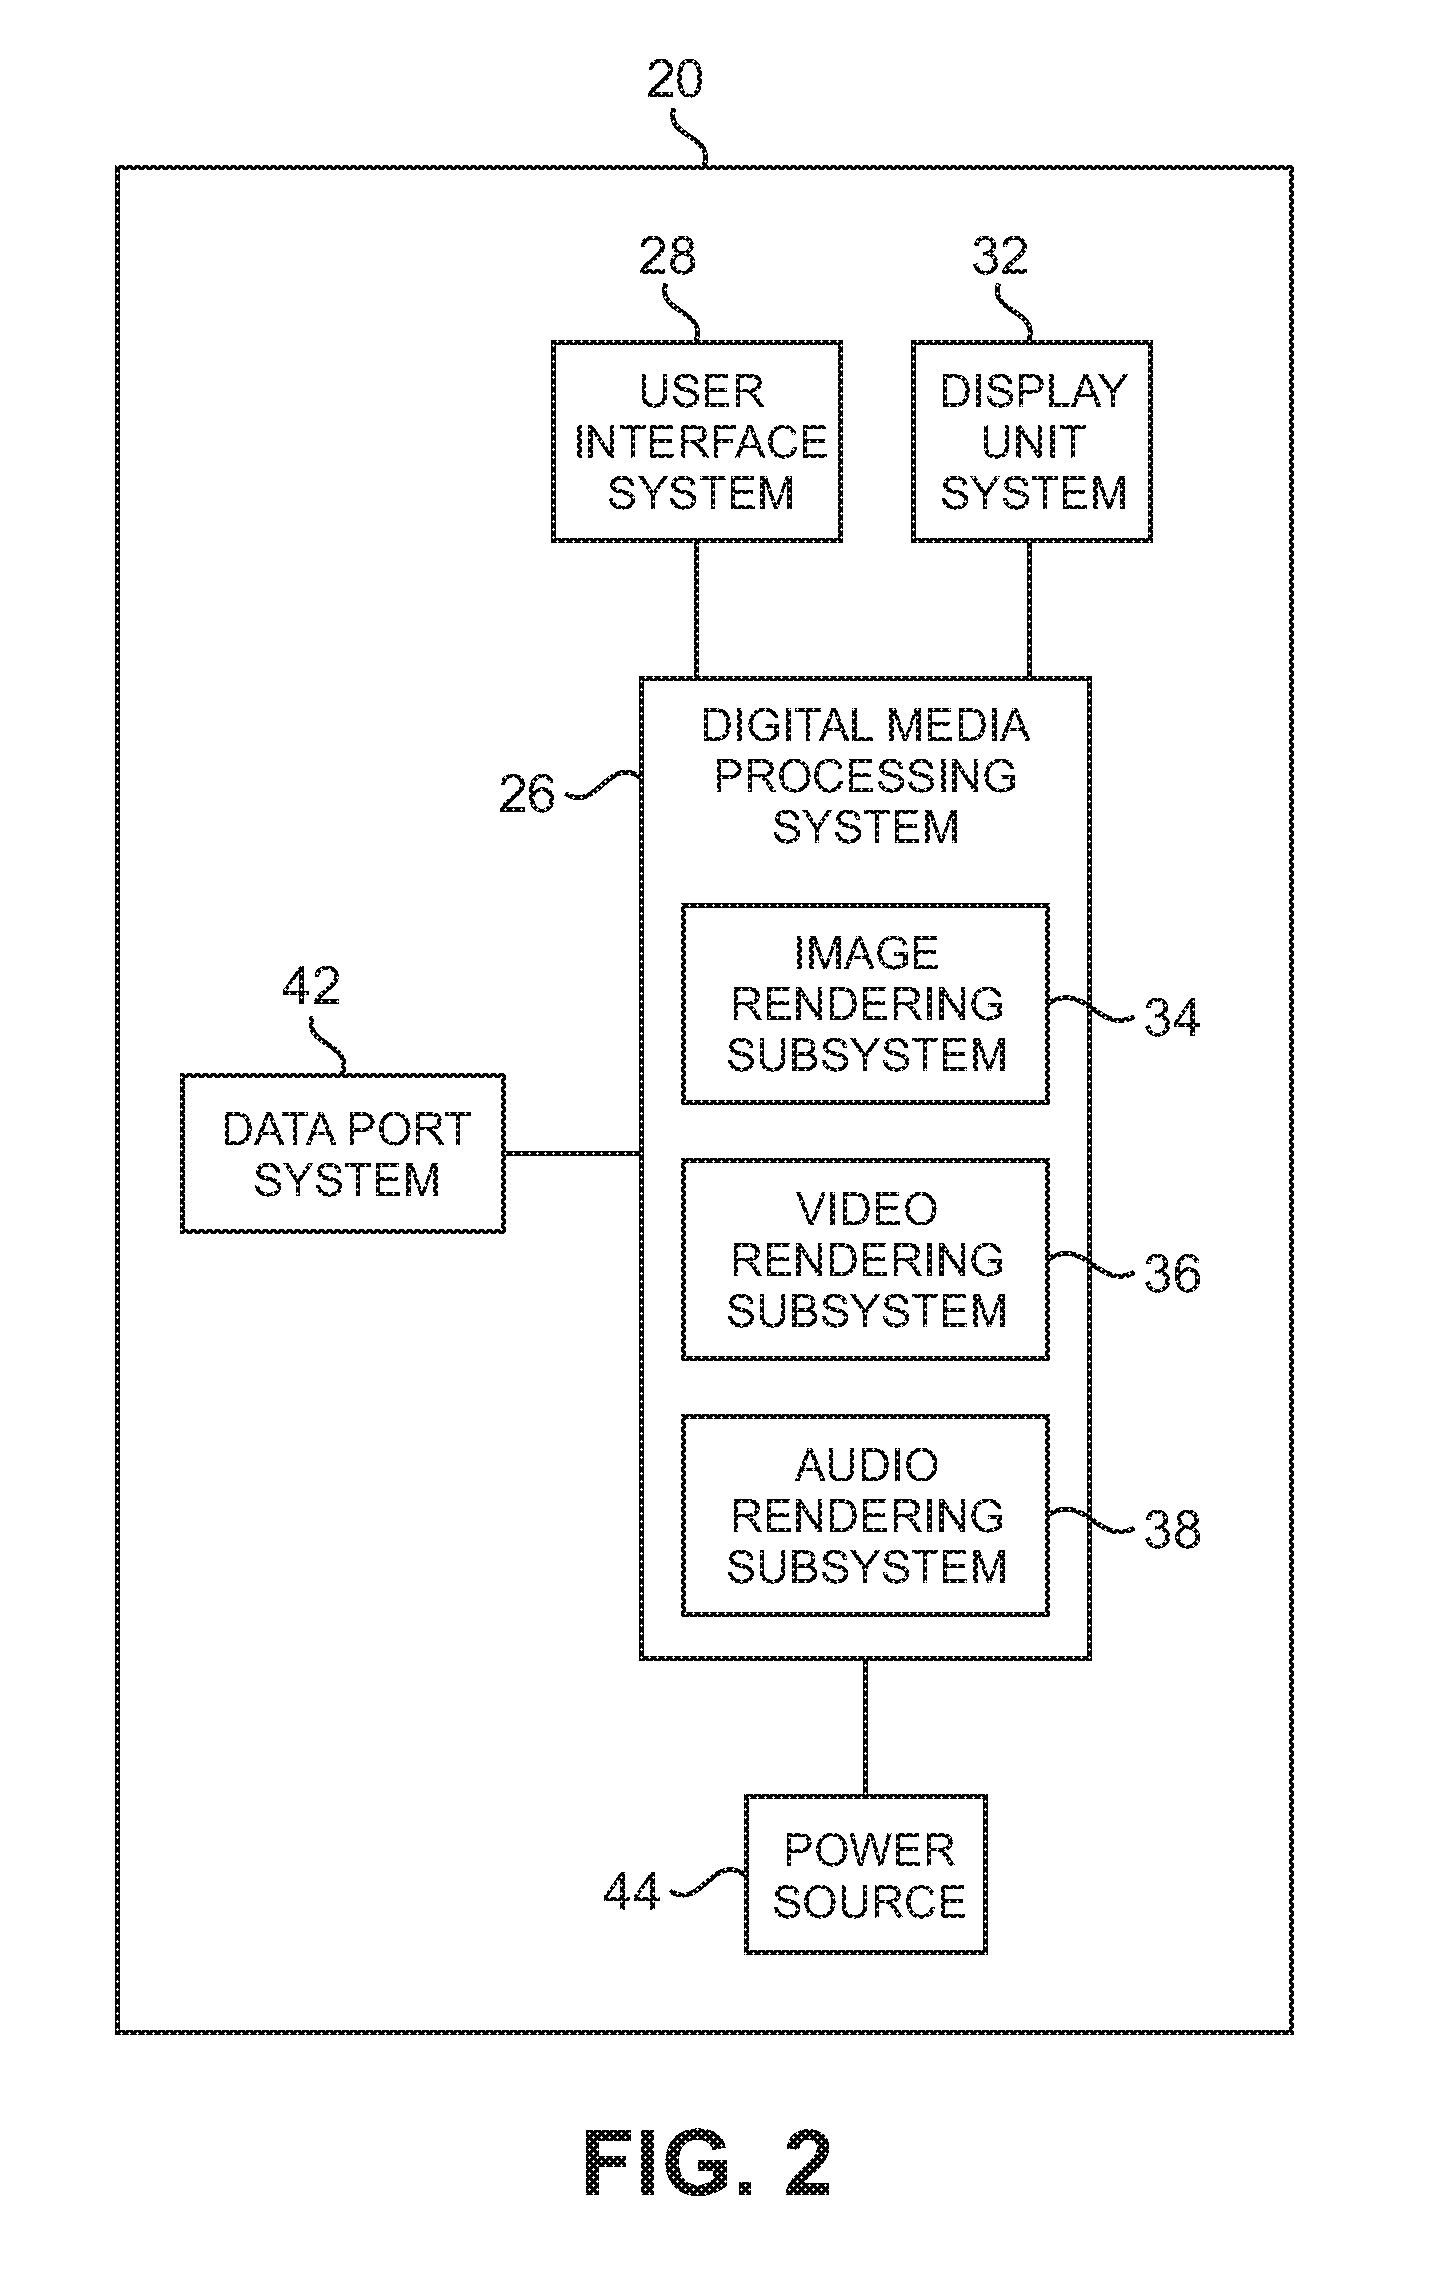 20
28
32
USER
INTERFACE
SYSTEM
DISPLAY
UNIT
SYSTEM
26
DIGITAL MEDIA
PROCESSING
SYSTEM
IMAGE
RENDERING
SUBSYSTEM
34
42
DATA PORT
SYSTEM
VIDEO
RENDERING
SUBSYSTEM
36
AUDIO
RENDERING
SUBSYSTEM
38
44
POWER
SOURCE
FIG. 2